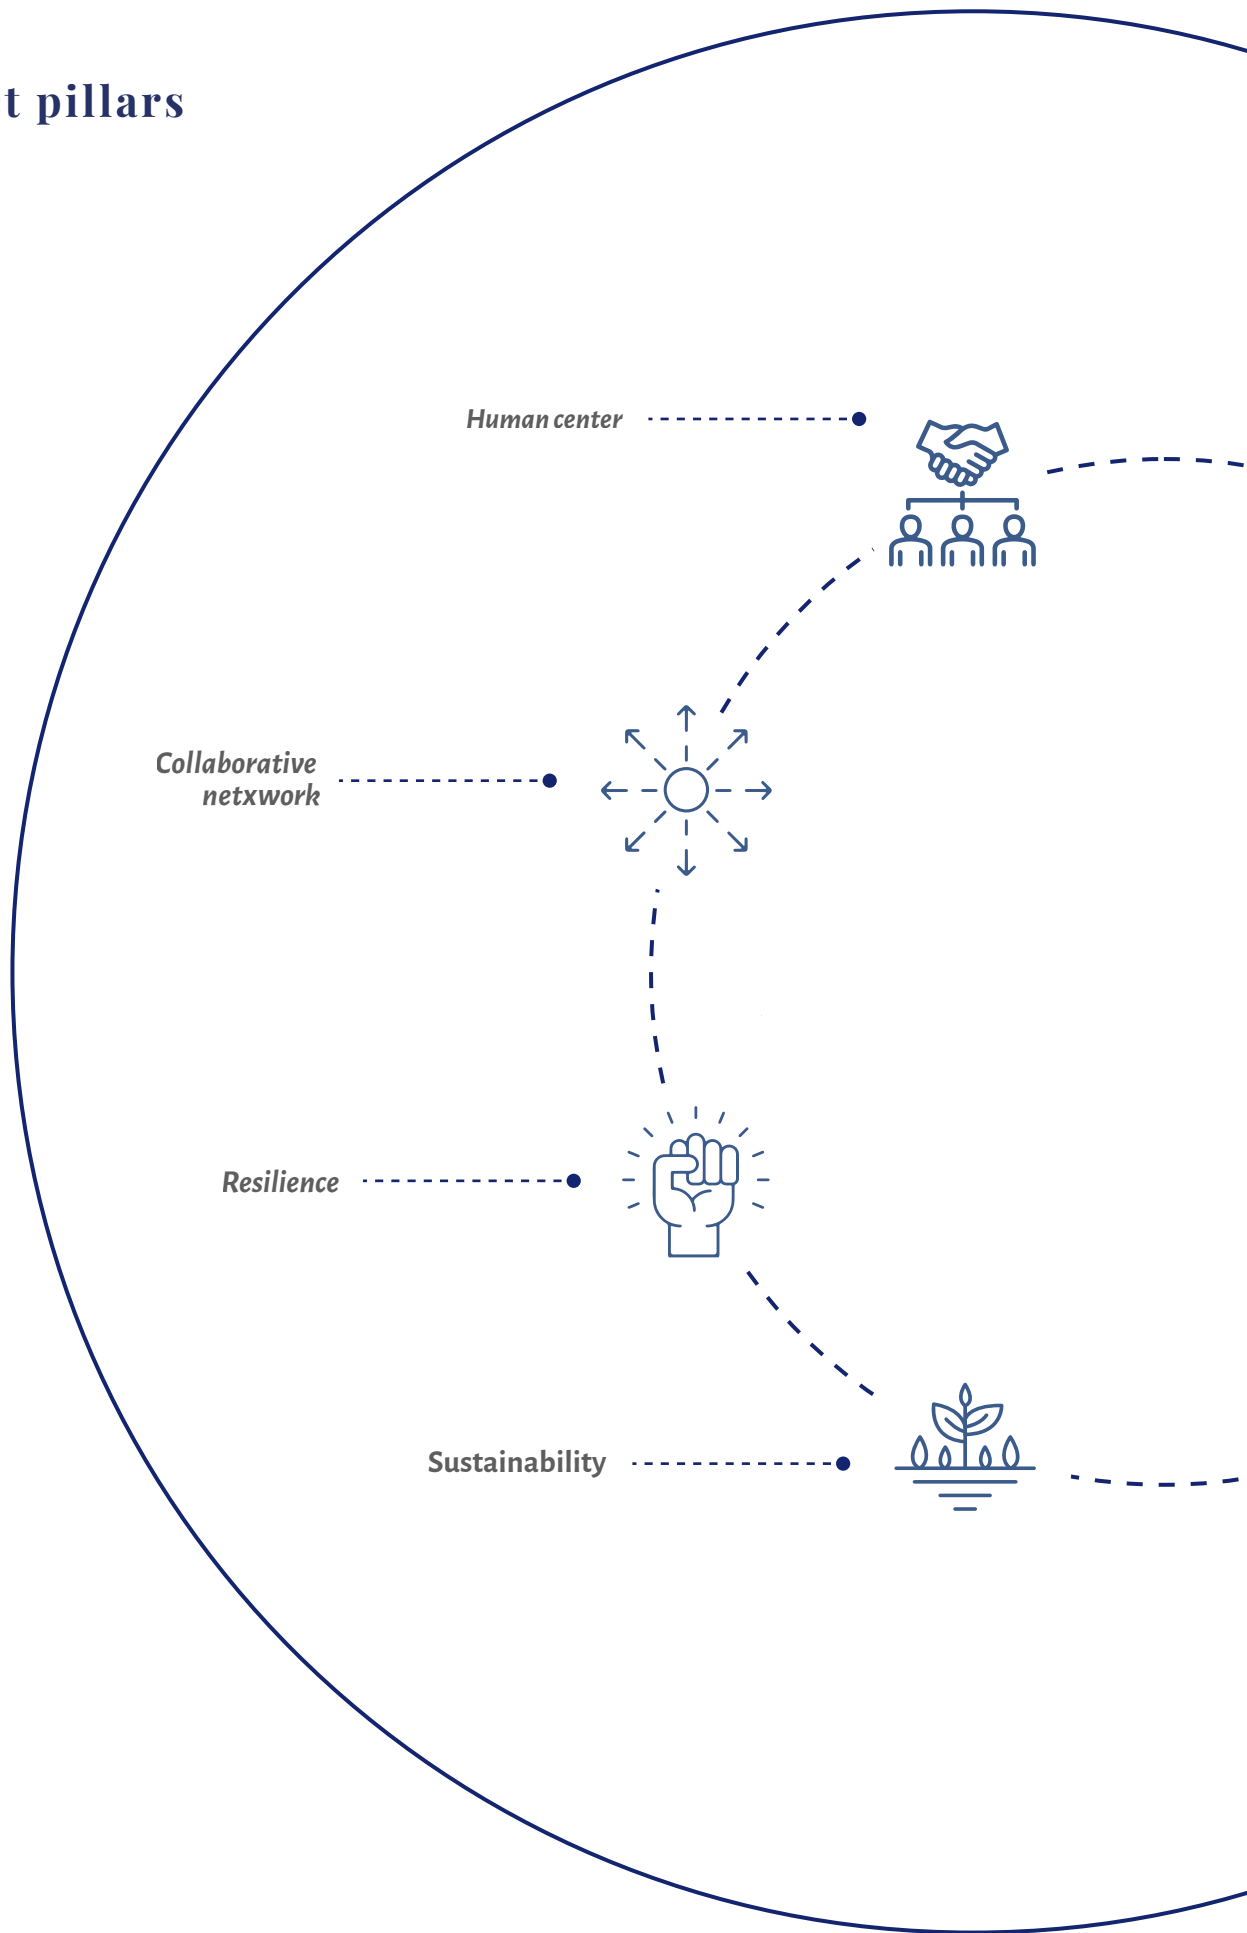 t pillars
Human center
Collaborative
netxwork
Resilience
Sustainability